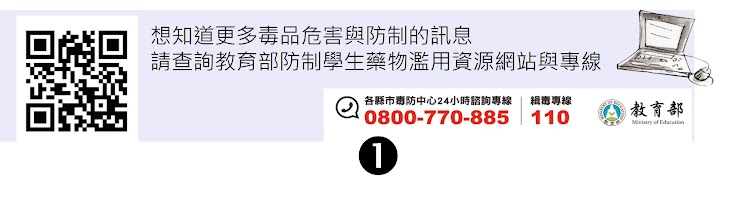 想知道更多毒品危害與防制的訊息
請查詢教育部防制學生藥物濫用資源網站與專線
各縣市毒防中心24小時諮詢專線
0800-770-885
緝毒專線
110
教育部
Ministry of Education
1